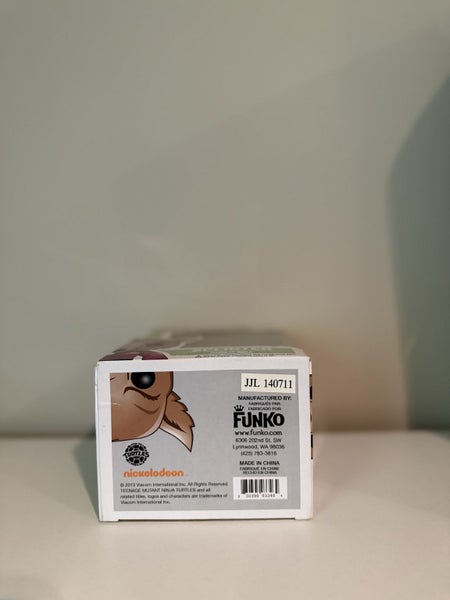 JJL 140711
MANUFACTURED BY:
FABRIQUÉE PAR:
FABRICADO POR
FUNKO
www.funko.com
6306 202nd St. SW
Lynnwood, WA 98036
(425) 783-3616
MADE IN CHINA
FABRIQUÉ EN CHINE
HECHO EN CHINA
TURTLES
nickelodeon
© 2013 Viacom International Inc. All Rights Reserved.
TEENAGE MUTANT NINJA TURTLES and all
related titles, logos and characters are trademarks of
Viacom International Inc.